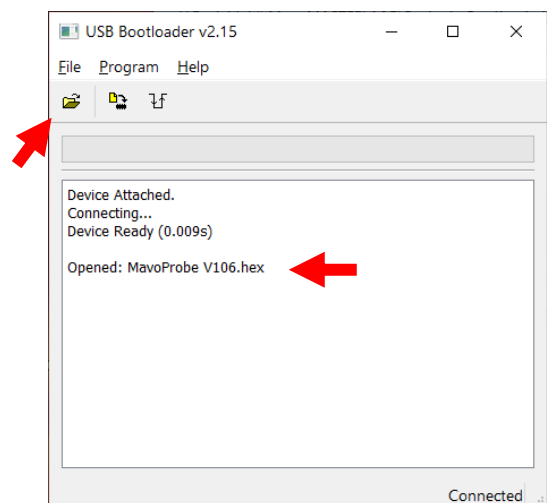 USB Bootloader v2.15
File Program Help
Device Attached.
Connecting...
Device Ready (0.009s)
Opened: MavoProbe V106.hex
Connected